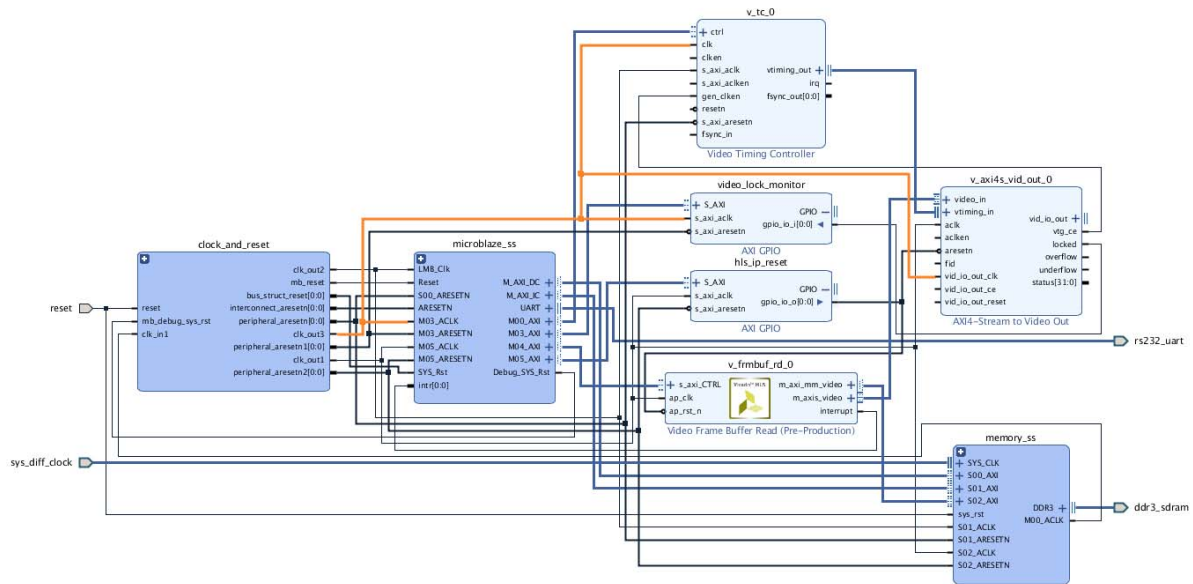 v_tc_0
ctrl
clk
clken
s_axi_aclk
s_axi_aclken
gen_clken
resetn
s_axi_aresetn
fsync_in
vtiming_out
irq
fsync_out[0:0]
Video Timing Controller
video_lock_monitor
S_AXI
s_axi_aclk
s_axi_aresetn
GPIO
gpio_io_i[0:0]
AXI GPIO
v_axi4s_vid_out_0
video_in
vtiming_in
aclk
aclken
aresetn
fid
vid_io_out_clk
vid_io_out_ce
vid_io_out_reset
vid_io_out
vtg_ce
locked
overflow
underflow
status[31:0]
AXI4-Stream to Video Out
clock_and_reset
reset
mb_debug_sys_rst
clk_in1
clk_out2
mb_reset
bus_struct_reset[0:0]
interconnect_aresetn[0:0]
peripheral_aresetn[0:0]
clk_out3
peripheral_aresetn1[0:0]
clk_out1
peripheral_aresetn2[0:0]
microblaze_ss
LMB_Clk
Reset
S00_ARESETN
ARESETN
M03_ACLK
M03_ARESETN
M05_ACLK
M05_ARESETN
SYS_Rst
intr[0:0]
M_AXI_DC
M_AXI_IC
UART
M00_AXI
M03_AXI
M04_AXI
M05_AXI
Debug_SYS_Rst
hls_ip_reset
S_AXI
s_axi_aclk
s_axi_aresetn
GPIO
gpio_io_o[0:0]
AXI GPIO
reset
rs232_uart
v_frmbuf_rd_0
s_axi_CTRL
ap_clk
ap_rst_n
m_axi_mm_video
m_axis_video
interrupt
Video Frame Buffer Read (Pre-Production)
sys_diff_clock
memory_ss
SYS_CLK
S00_AXI
S01_AXI
S02_AXI
sys_rst
S01_ACLK
S01_ARESETN
S02_ACLK
S02_ARESETN
DDR3
M00_ACLK
ddr3_sdram